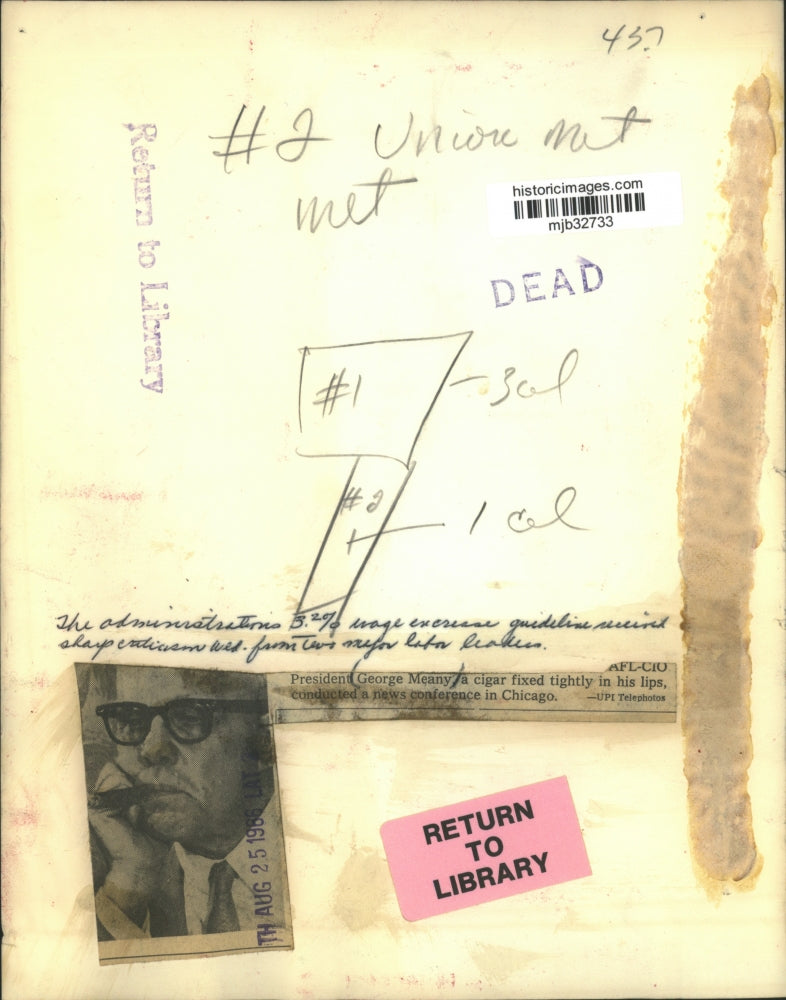 437
#2 Union met
met
historicimages.com
mjb32733
Return to Library
DEAD
#1
3 col
#2
1 col
The administrations 3.2% wage encrease guideline received
sharp criticism Wed. from two major labor leaders.
AFL-CIO
President George Meany, a cigar fixed tightly in his lips,
conducted a news conference in Chicago. —UPI Telephotos
TH AUG 25 1966 LAT
RETURN
TO
LIBRARY